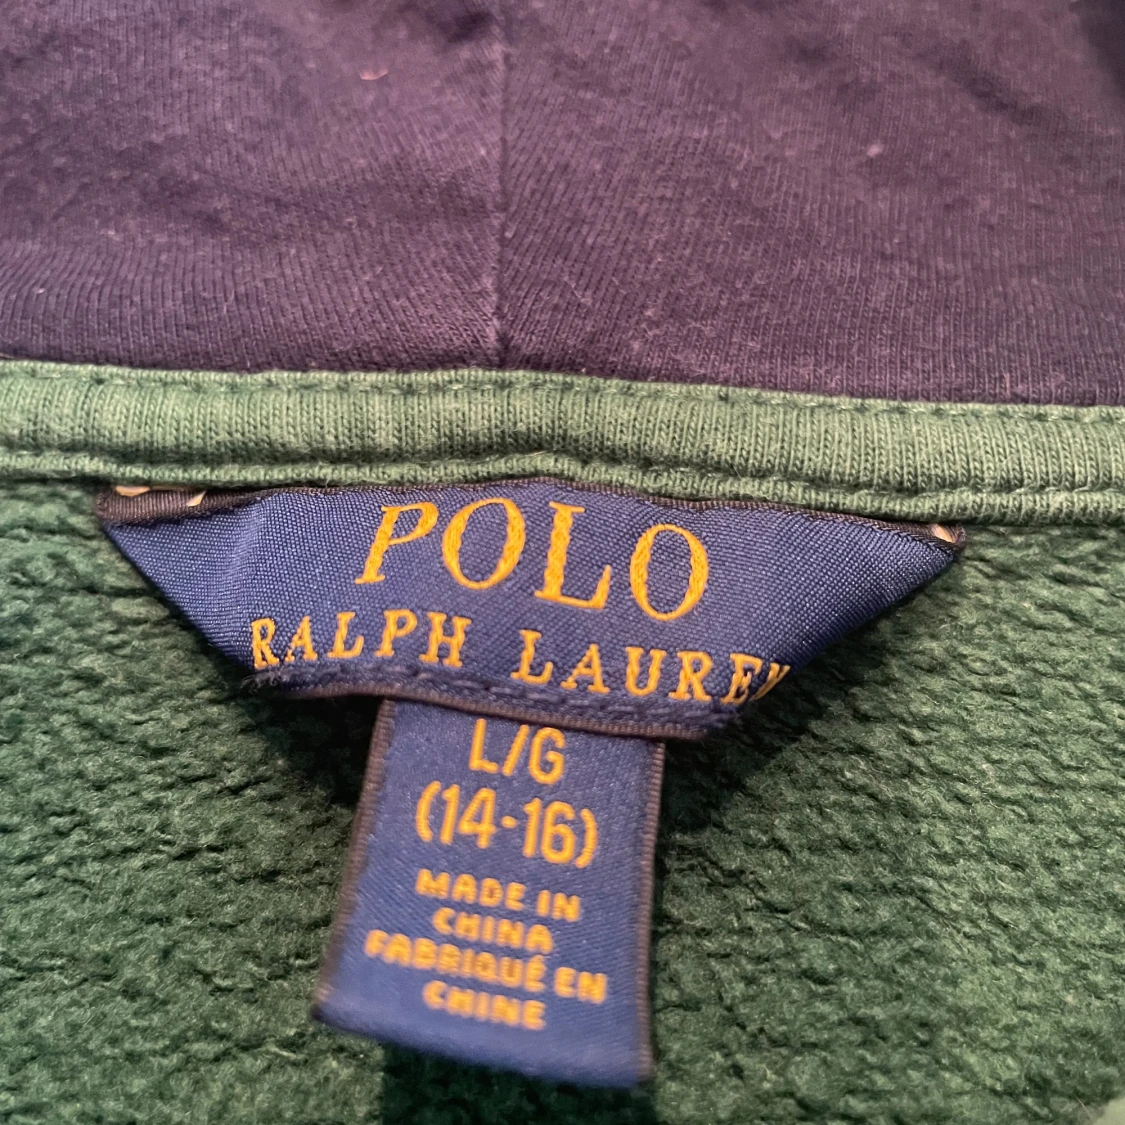 POLO
RALPH LAUREN
L/G
(14-16)
MADE IN
CHINA
FABRIQUÉ EN
CHINE